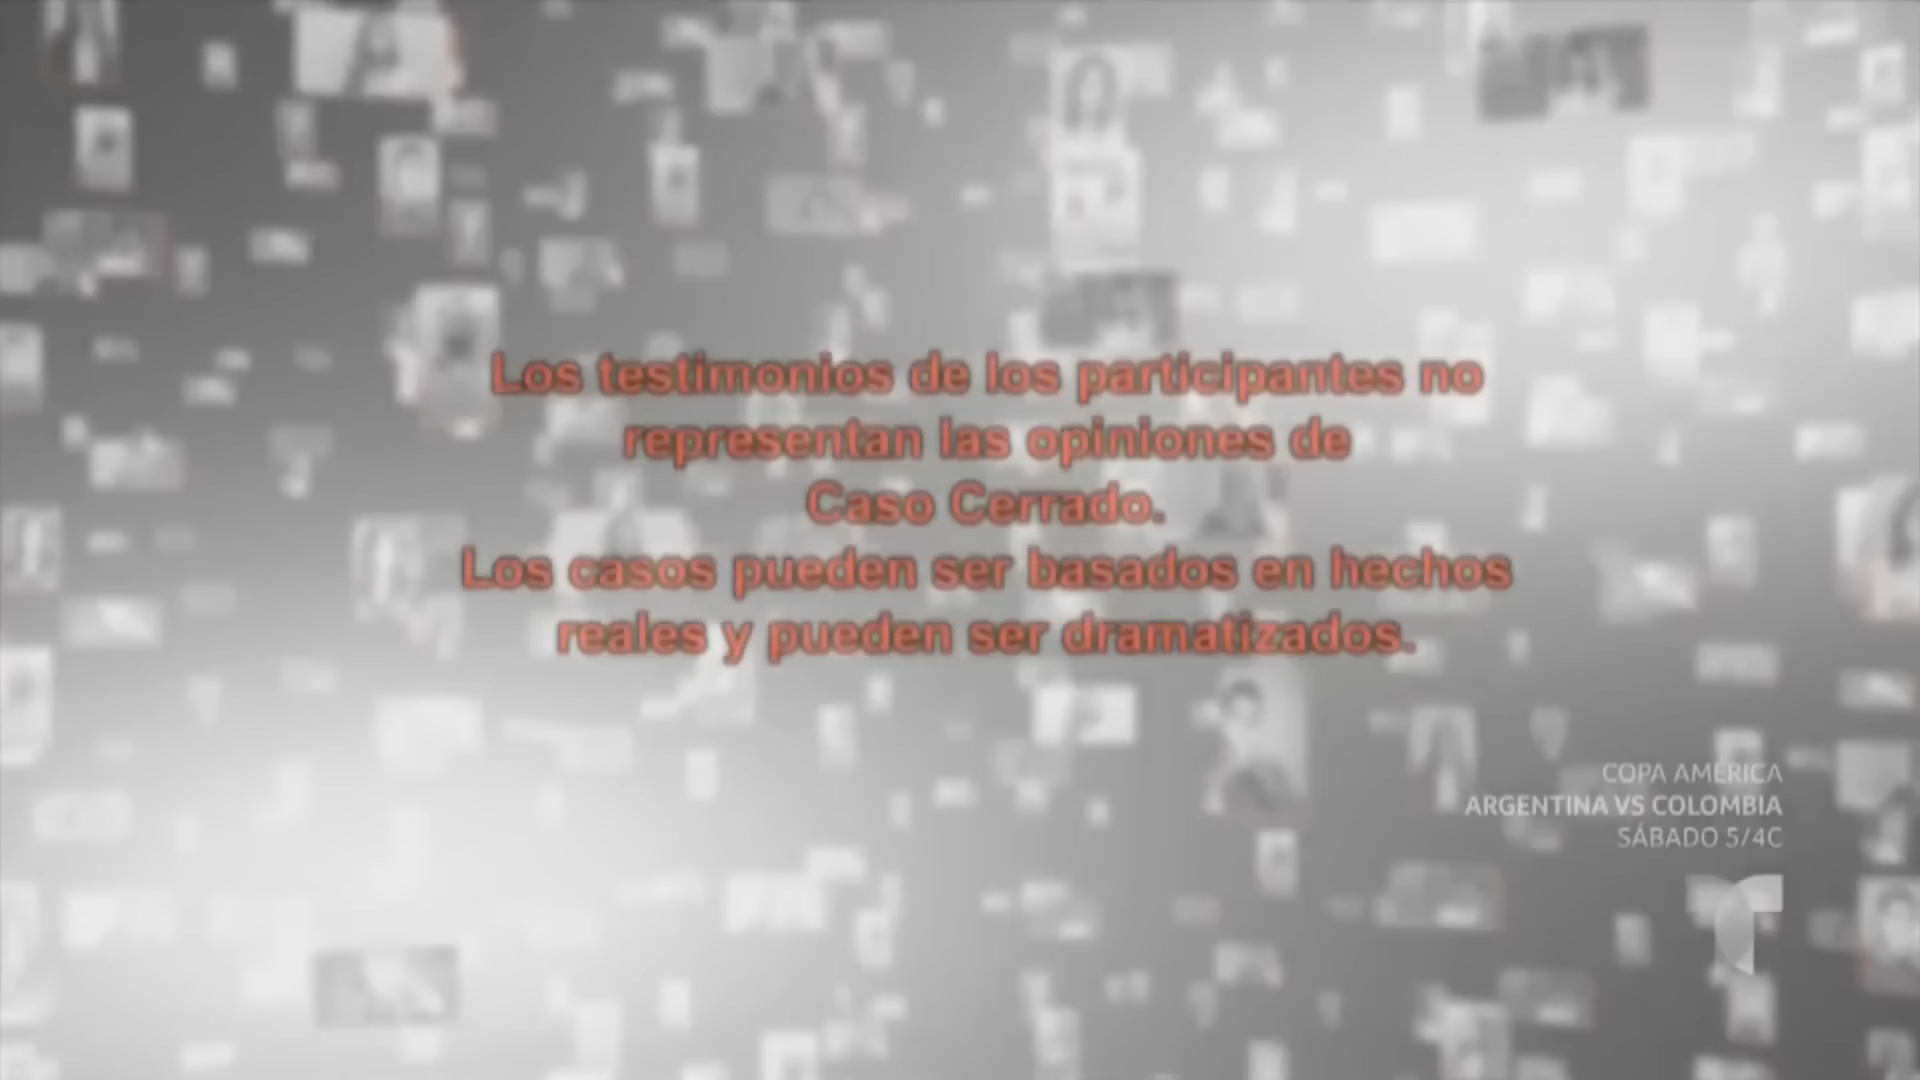 Los testimonios de los participantes no
representan las opiniones de
Caso Cerrado.
Los casos pueden ser basados en hechos
reales y pueden ser dramatizados.
COPA AMÉRICA
ARGENTINA VS COLOMBIA
SÁBADO 5/4C